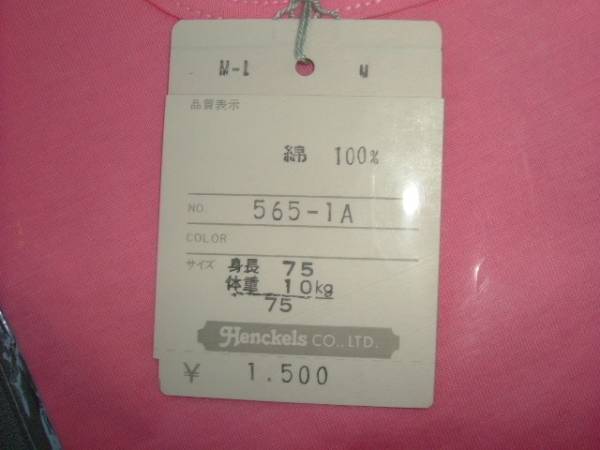 M-L M
品質表示
綿 100%
NO. 565-1A
COLOR
サイズ 身長 75
体重 10kg
75
Henckels CO., LTD.
¥ 1.500